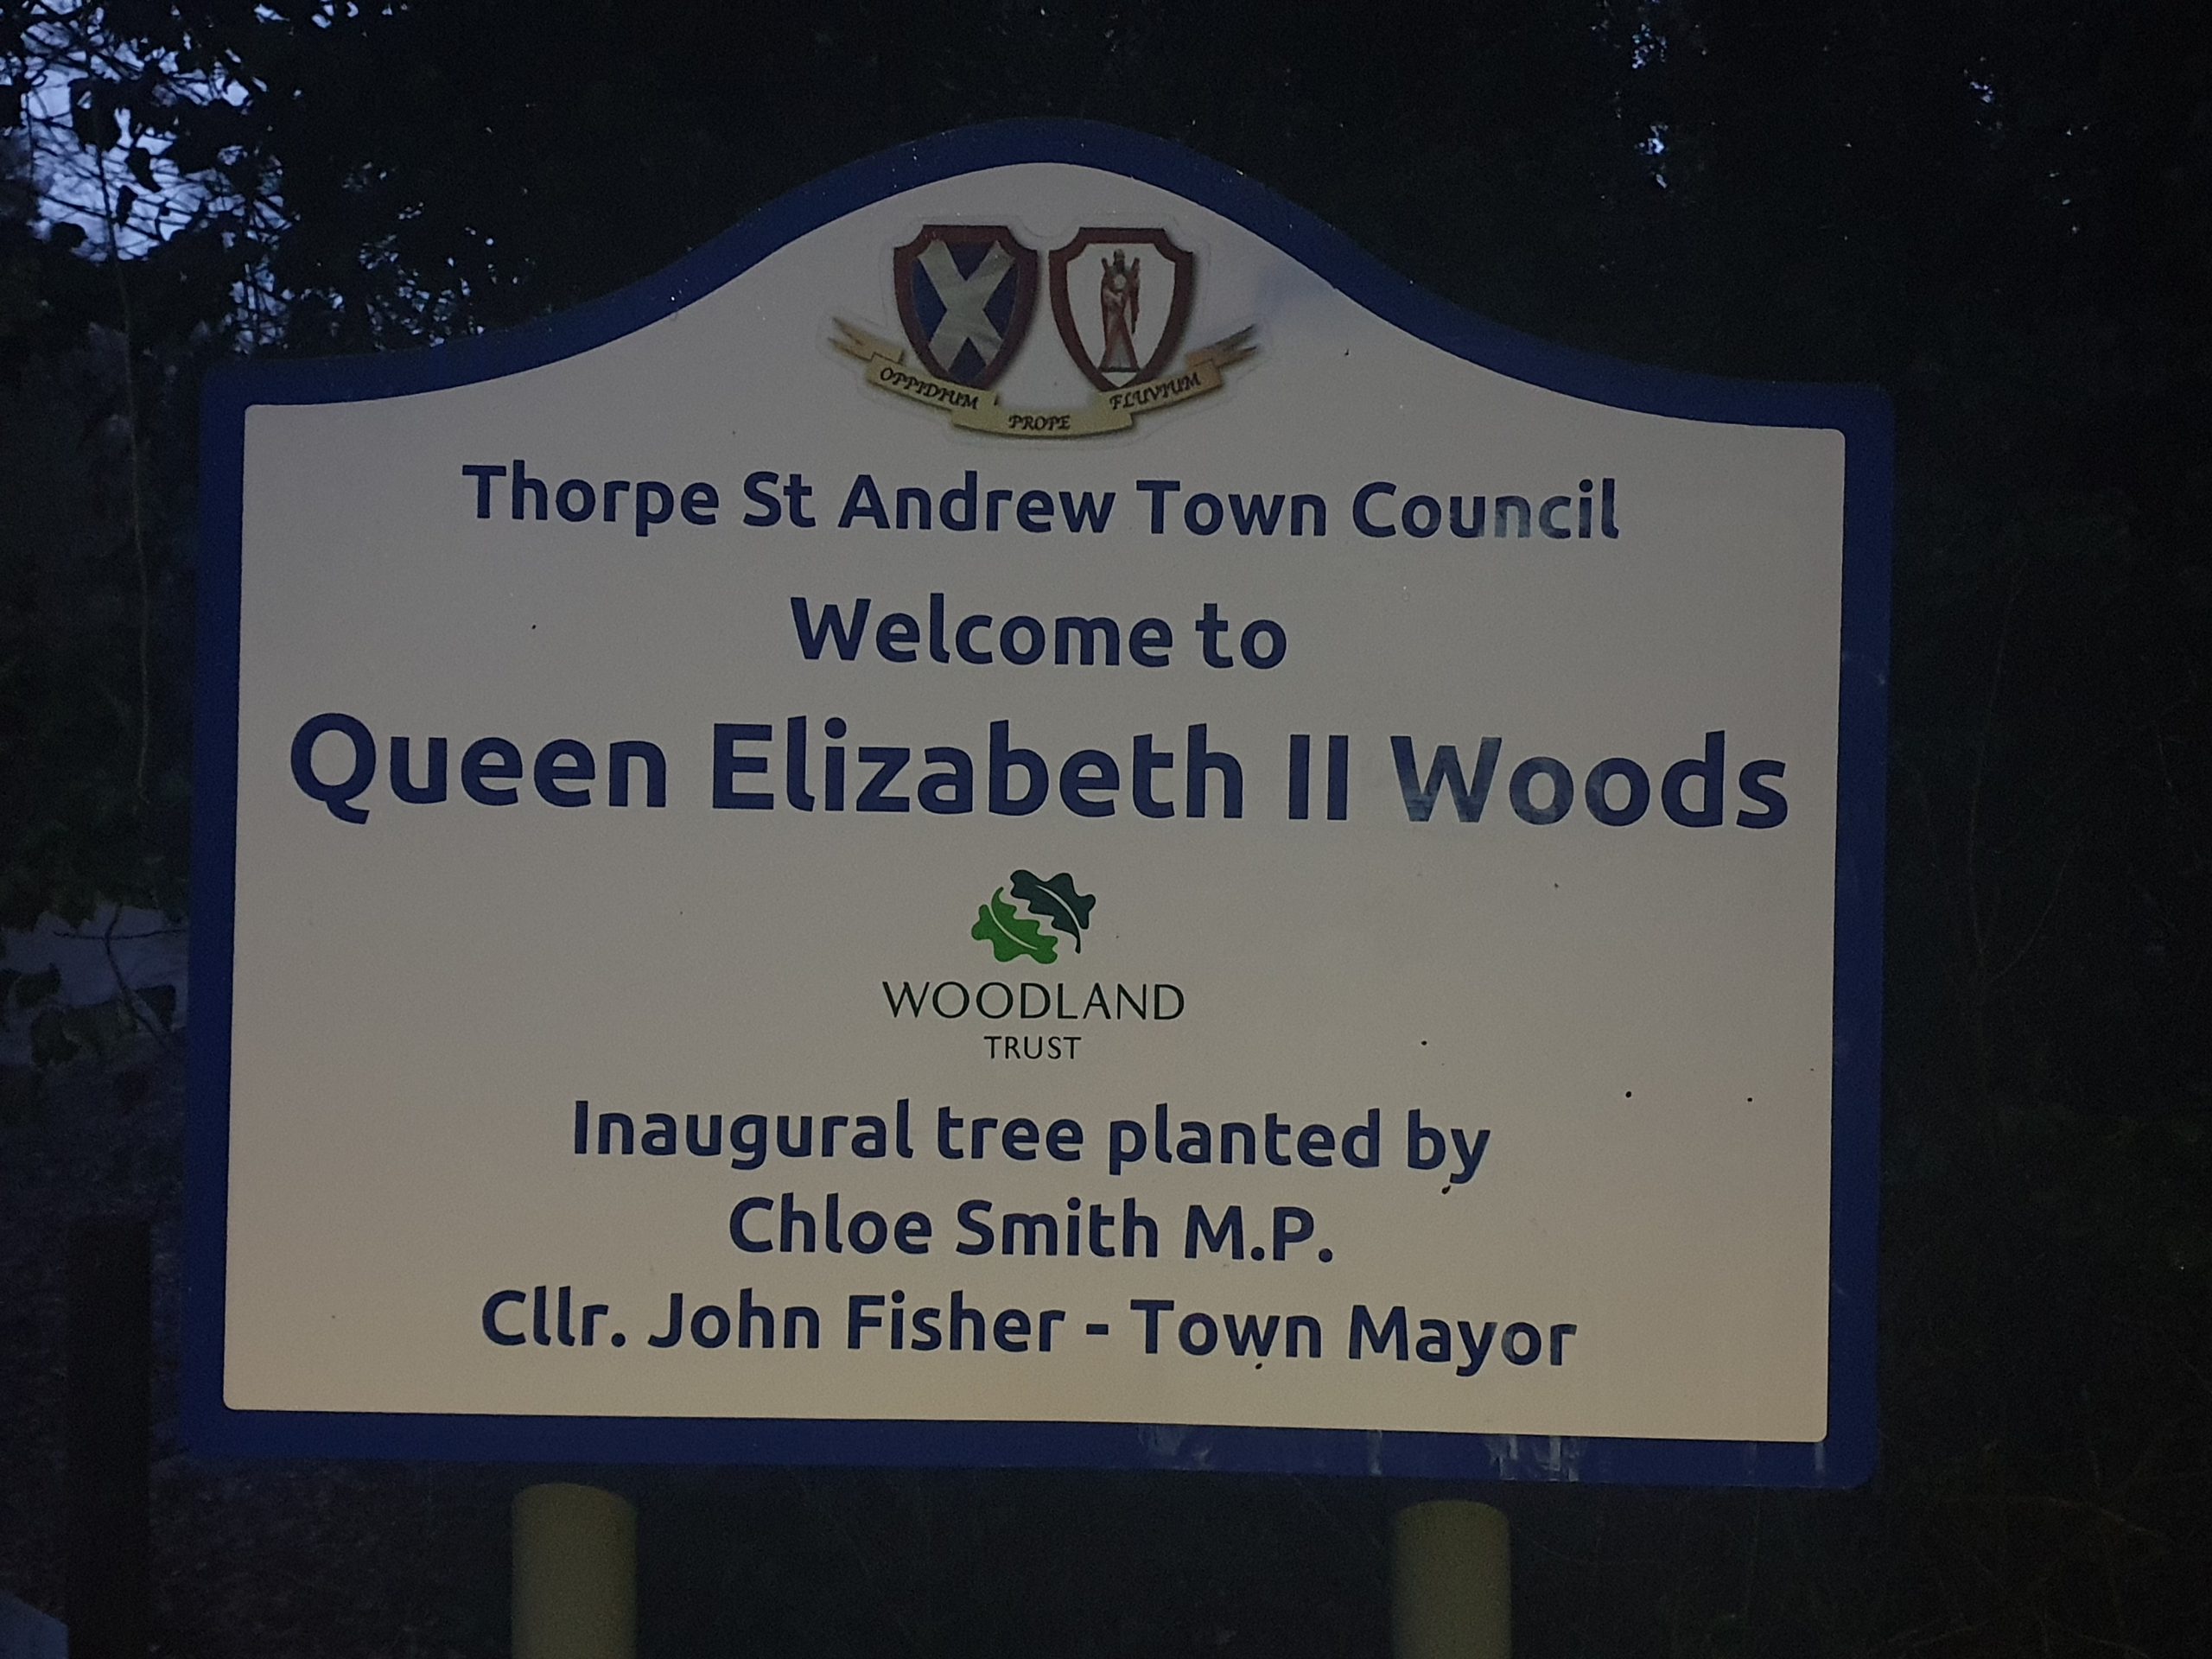 OPPIDIUM PROPE FLUVIUM
Thorpe St Andrew Town Council
Welcome to
Queen Elizabeth II Woods
WOODLAND
TRUST
Inaugural tree planted by
Chloe Smith M.P.
Cllr. John Fisher - Town Mayor